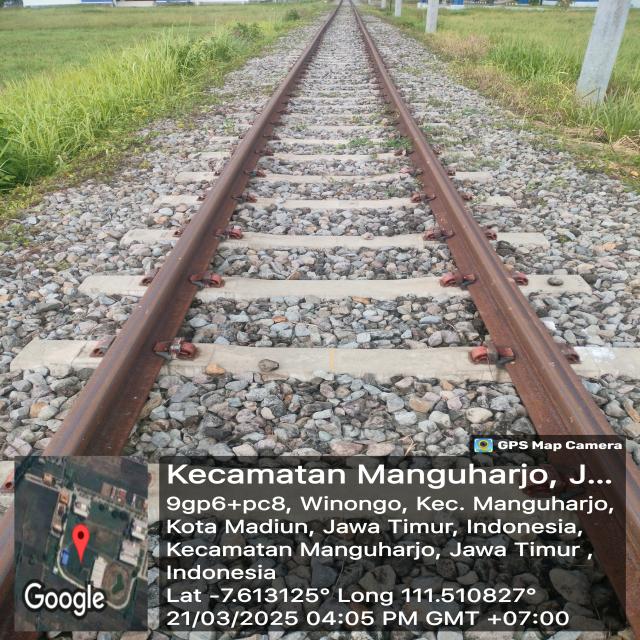 GPS Map Camera
Kecamatan Manguharjo, J...
9gp6+pc8, Winongo, Kec. Manguharjo,
Kota Madiun, Jawa Timur, Indonesia,
Kecamatan Manguharjo, Jawa Timur ,
Indonesia
Lat -7.613125° Long 111.510827°
21/03/2025 04:05 PM GMT +07:00
Google